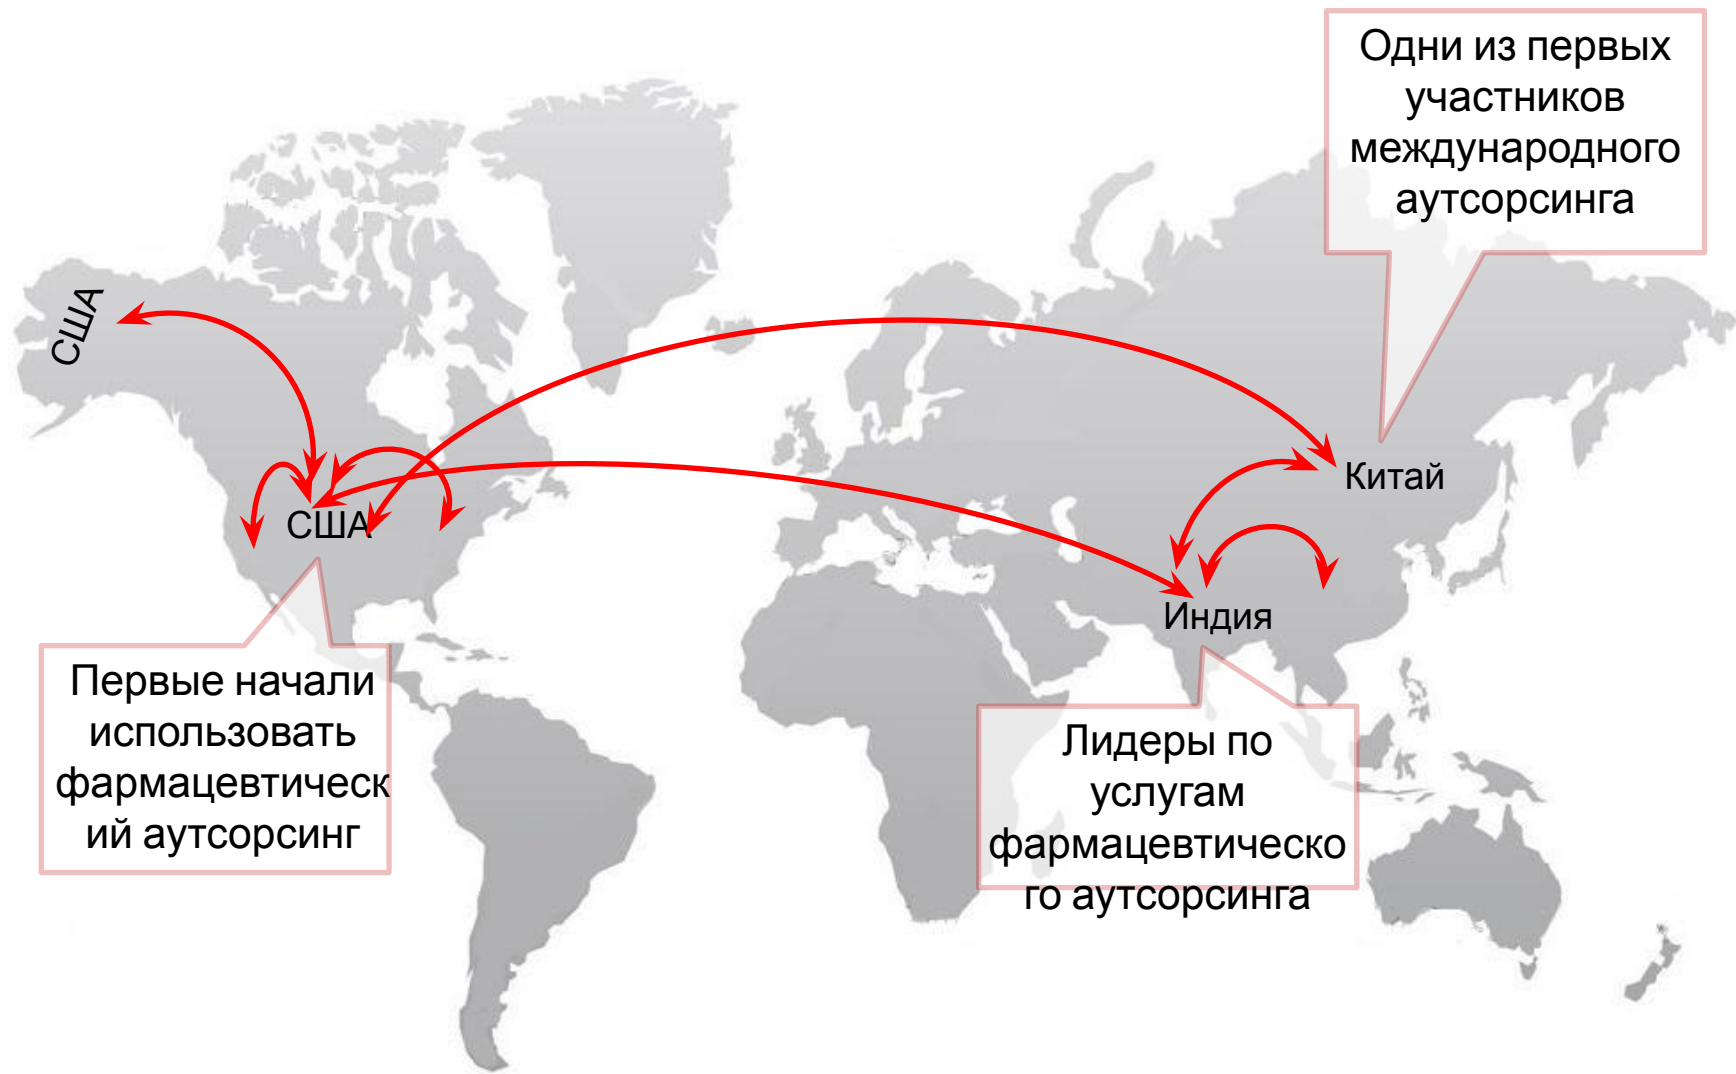 Одни из первых
участников
международного
аутсорсинга
США
Китай
США
Индия
Первые начали
использовать
фармацевтическ
ий аутсорсинг
Лидеры по
услугам
фармацевтическо
го аутсорсинга